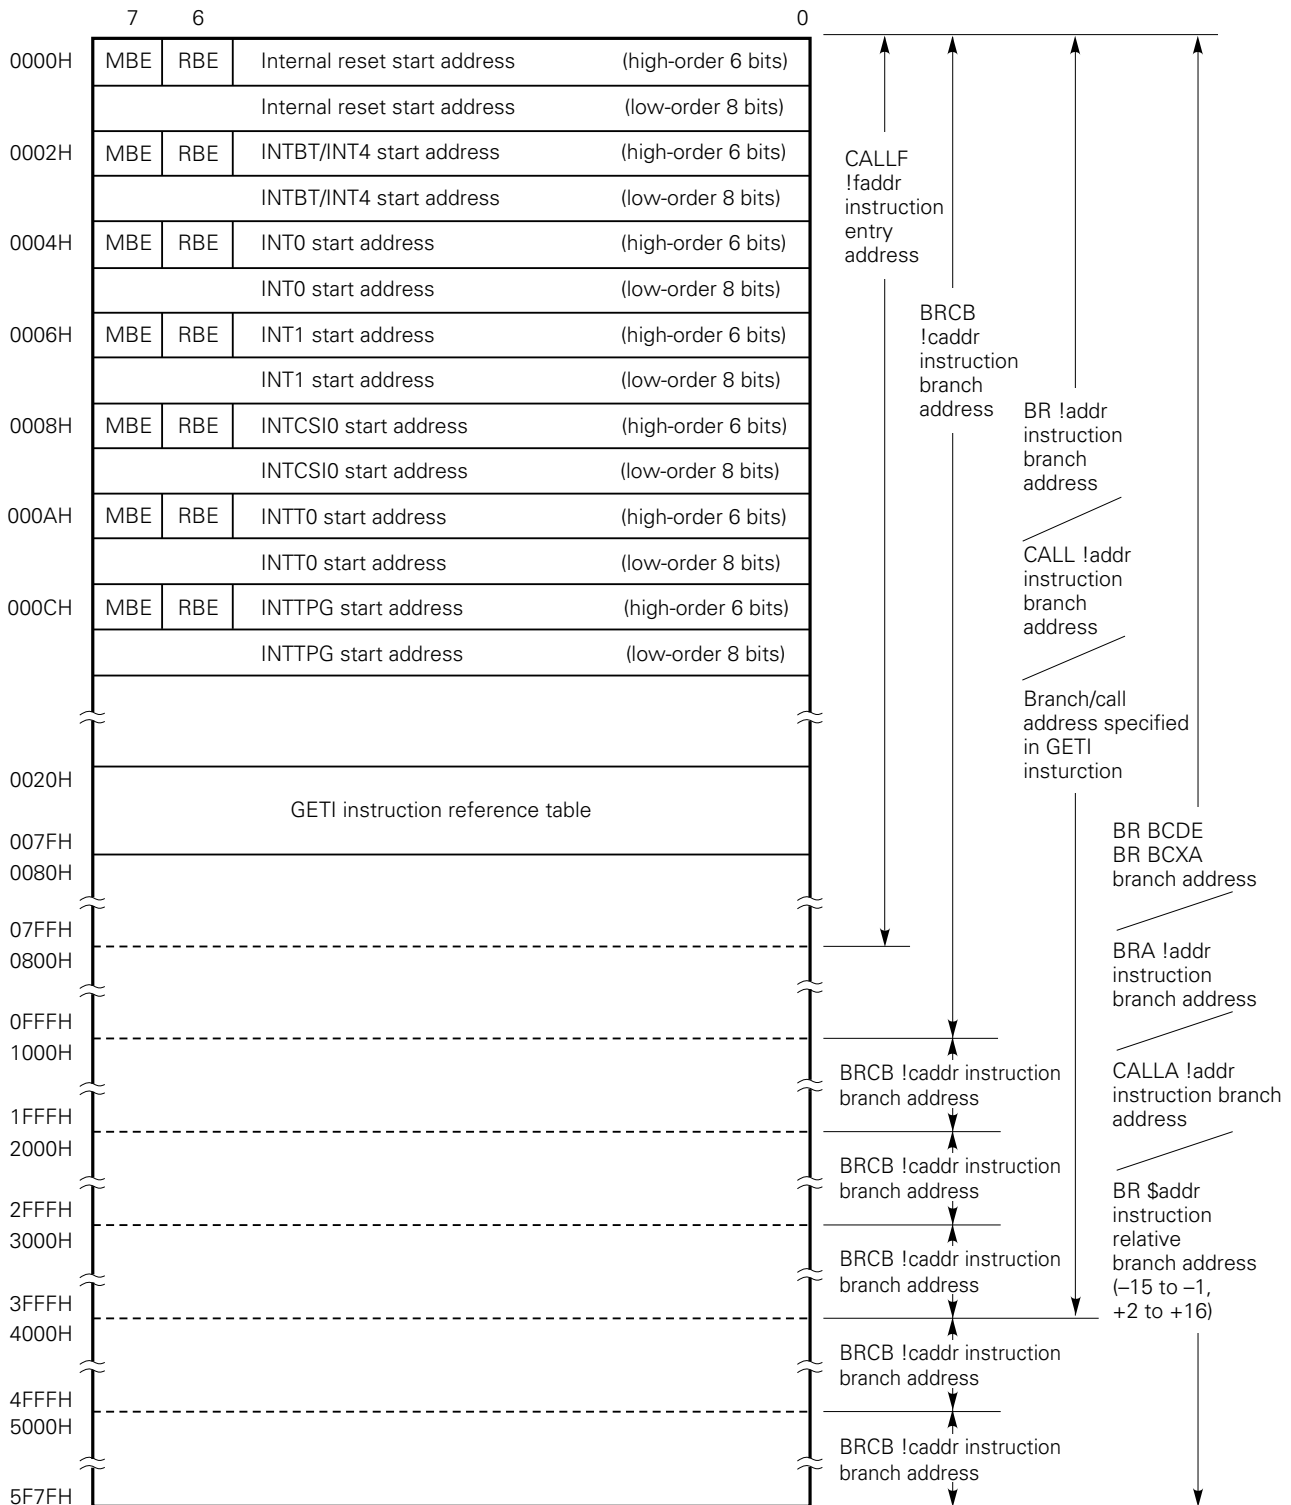 7 6 0
0000H MBE RBE Internal reset start address (high-order 6 bits)
Internal reset start address (low-order 8 bits)
0002H MBE RBE INTBT/INT4 start address (high-order 6 bits)
INTBT/INT4 start address (low-order 8 bits)
0004H MBE RBE INT0 start address (high-order 6 bits)
INT0 start address (low-order 8 bits)
0006H MBE RBE INT1 start address (high-order 6 bits)
INT1 start address (low-order 8 bits)
0008H MBE RBE INTCSI0 start address (high-order 6 bits)
INTCSI0 start address (low-order 8 bits)
000AH MBE RBE INTT0 start address (high-order 6 bits)
INTT0 start address (low-order 8 bits)
000CH MBE RBE INTTPG start address (high-order 6 bits)
INTTPG start address (low-order 8 bits)
0020H
GETI instruction reference table
007FH
0080H
07FFH
0800H
0FFFH
1000H
1FFFH
2000H
2FFFH
3000H
3FFFH
4000H
4FFFH
5000H
5F7FH
CALLF
!faddr
instruction
entry
address
BRCB
!caddr
instruction
branch
address
BRCB !caddr instruction
branch address
BRCB !caddr instruction
branch address
BRCB !caddr instruction
branch address
BRCB !caddr instruction
branch address
BRCB !caddr instruction
branch address
BR !addr
instruction
branch
address
CALL !addr
instruction
branch
address
Branch/call
address specified
in GETI
insturction
BR BCDE
BR BCXA
branch address
BRA !addr
instruction
branch address
CALLA !addr
instruction branch
address
BR $addr
instruction
relative
branch address
(–15 to –1,
+2 to +16)